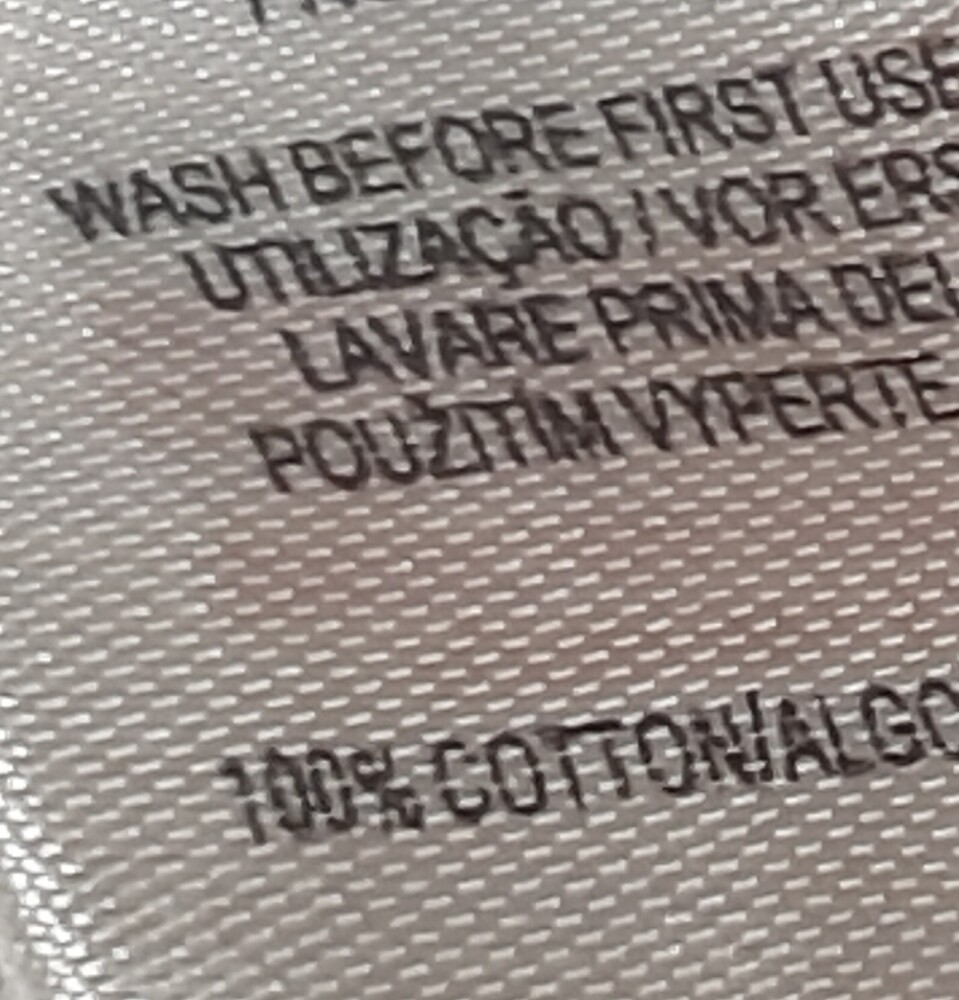 WASH BEFORE FIRST USE
UTILIZAÇÃO / VOR ERS
LAVARE PRIMA DEL
POUŽITÍM VYPERTE
100% COTTON/ALGO